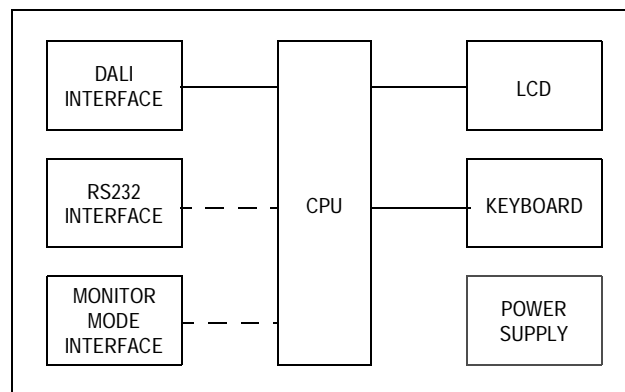 DALI
INTERFACE
RS232
INTERFACE
MONITOR
MODE
INTERFACE
CPU
LCD
KEYBOARD
POWER
SUPPLY